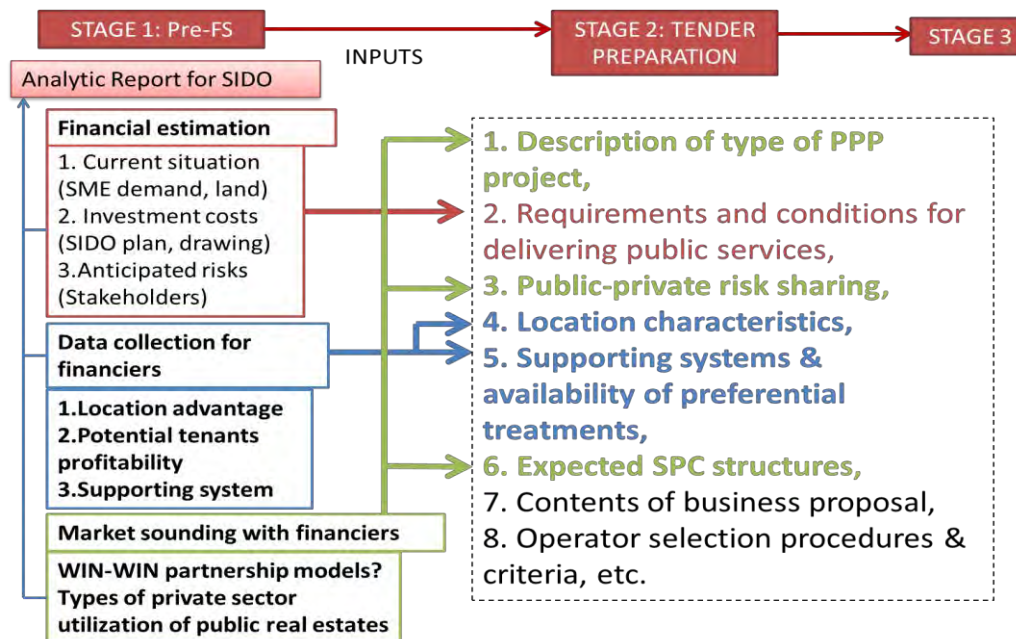 STAGE 1: Pre-FS
INPUTS
STAGE 2: TENDER
PREPARATION
STAGE 3
Analytic Report for SIDO
Financial estimation
1. Current situation
(SME demand, land)
2. Investment costs
(SIDO plan, drawing)
3.Anticipated risks
(Stakeholders)
Data collection for
financiers
1.Location advantage
2.Potential tenants
profitability
3.Supporting system
Market sounding with financiers
WIN-WIN partnership models?
Types of private sector
utilization of public real estates
1. Description of type of PPP
project,
2. Requirements and conditions for
delivering public services,
3. Public-private risk sharing,
4. Location characteristics,
5. Supporting systems &
availability of preferential
treatments,
6. Expected SPC structures,
7. Contents of business proposal,
8. Operator selection procedures &
criteria, etc.